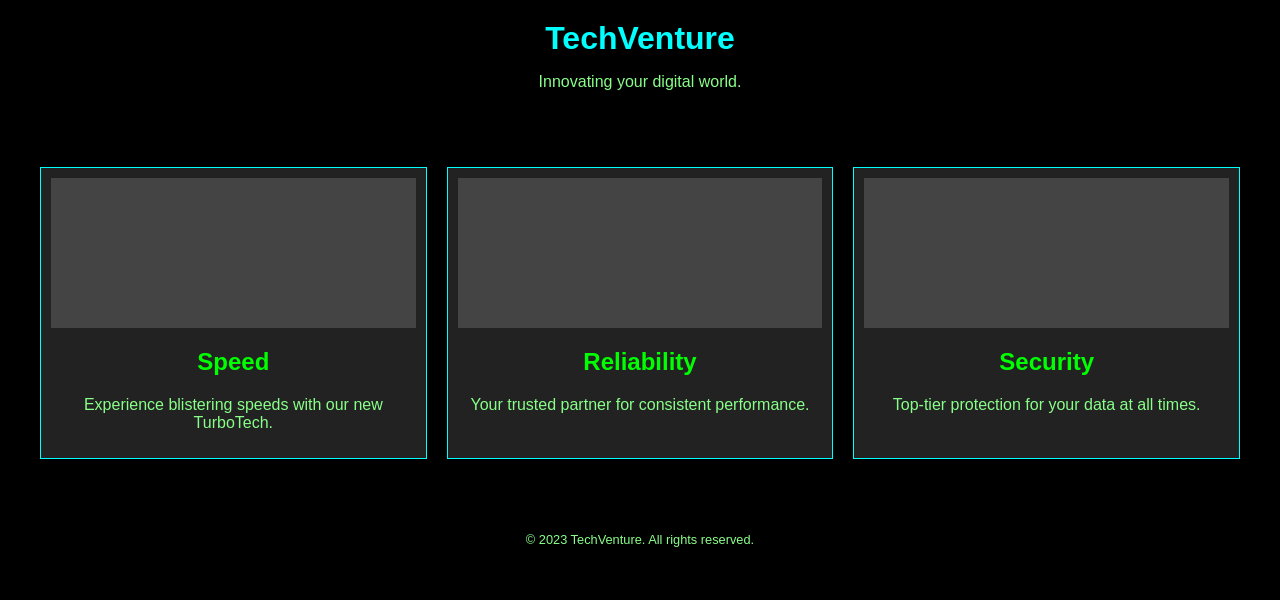 TechVenture
Innovating your digital world.
Speed
Experience blistering speeds with our new
TurboTech.
Reliability
Your trusted partner for consistent performance.
Security
Top-tier protection for your data at all times.
© 2023 TechVenture. All rights reserved.